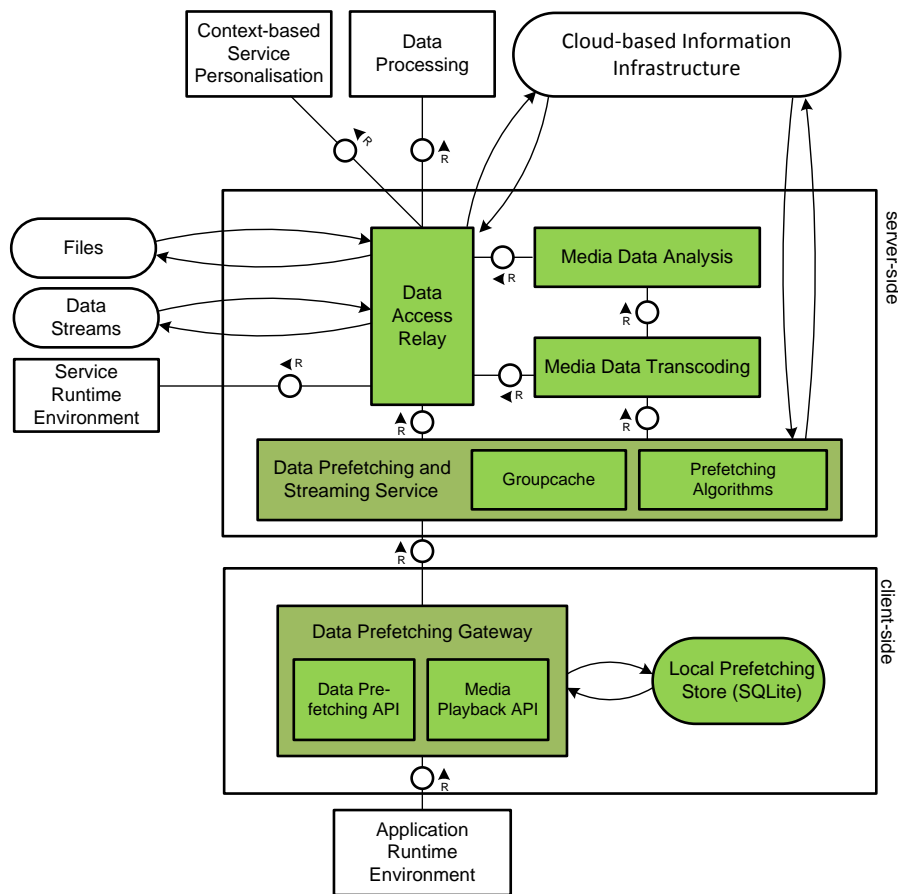 Context-based
Service
Personalisation
Data
Processing
Cloud-based Information
Infrastructure
R
R
server-side
Files
Data
Streams
Service
Runtime
Environment
R
Data
Access
Relay
Media Data Analysis
R
R
Media Data Transcoding
R
R
R
Data Prefetching and
Streaming Service
Groupcache
Prefetching
Algorithms
R
client-side
Data Prefetching Gateway
Data Pre-
fetching API
Media
Playback API
Local Prefetching
Store (SQLite)
R
Application
Runtime
Environment